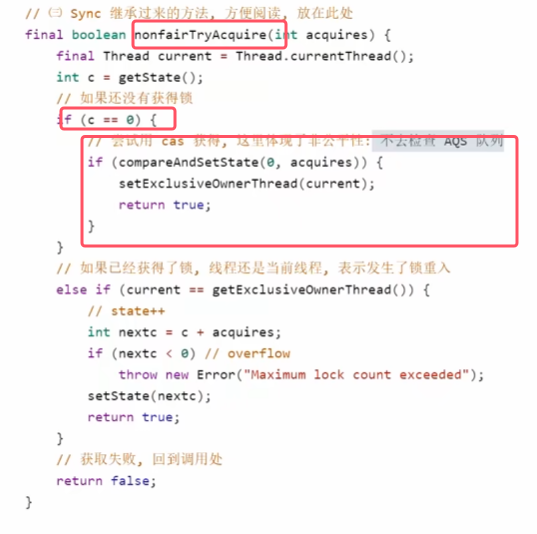 // ㈢ Sync 继承过来的方法, 方便阅读, 放在此处
final boolean nonfairTryAcquire(int acquires) {
final Thread current = Thread.currentThread();
int c = getState();
// 如果还没有获得锁
if (c == 0) {
// 尝试用 cas 获得, 这里体现了非公平性: 不去检查 AQS 队列
if (compareAndSetState(0, acquires)) {
setExclusiveOwnerThread(current);
return true;
}
}
// 如果已经获得了锁, 线程还是当前线程, 表示发生了锁重入
else if (current == getExclusiveOwnerThread()) {
// state++
int nextc = c + acquires;
if (nextc < 0) // overflow
throw new Error("Maximum lock count exceeded");
setState(nextc);
return true;
}
// 获取失败, 回到调用处
return false;
}